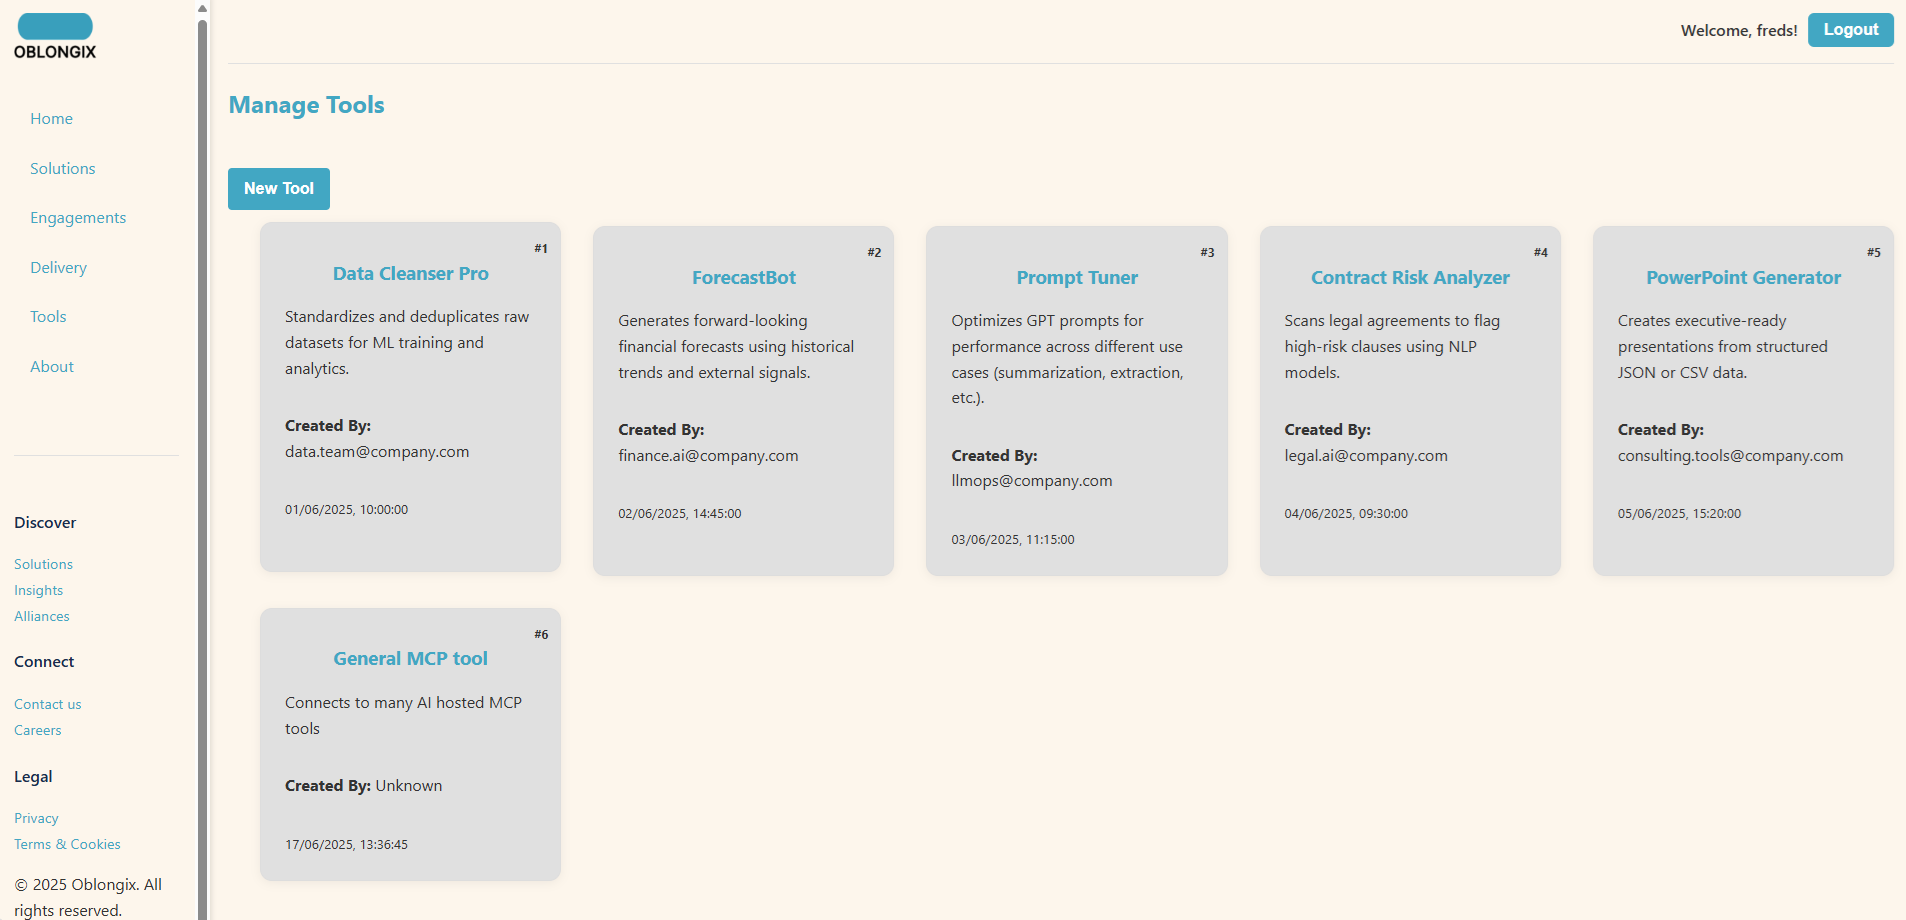 OBLONGIX
Home
Solutions
Engagements
Delivery
Tools
About
Discover
Solutions
Insights
Alliances
Connect
Contact us
Careers
Legal
Privacy
Terms & Cookies
© 2025 Oblongix. All
rights reserved.
Welcome, freds!
Logout
Manage Tools
New Tool
#1
Data Cleanser Pro
Standardizes and deduplicates raw
datasets for ML training and
analytics.
Created By:
data.team@company.com
01/06/2025, 10:00:00
#2
ForecastBot
Generates forward-looking
financial forecasts using historical
trends and external signals.
Created By:
finance.ai@company.com
02/06/2025, 14:45:00
#3
Prompt Tuner
Optimizes GPT prompts for
performance across different use
cases (summarization, extraction,
etc.).
Created By:
llmops@company.com
03/06/2025, 11:15:00
#4
Contract Risk Analyzer
Scans legal agreements to flag
high-risk clauses using NLP
models.
Created By:
legal.ai@company.com
04/06/2025, 09:30:00
#5
PowerPoint Generator
Creates executive-ready
presentations from structured
JSON or CSV data.
Created By:
consulting.tools@company.com
05/06/2025, 15:20:00
#6
General MCP tool
Connects to many AI hosted MCP
tools
Created By: Unknown
17/06/2025, 13:36:45